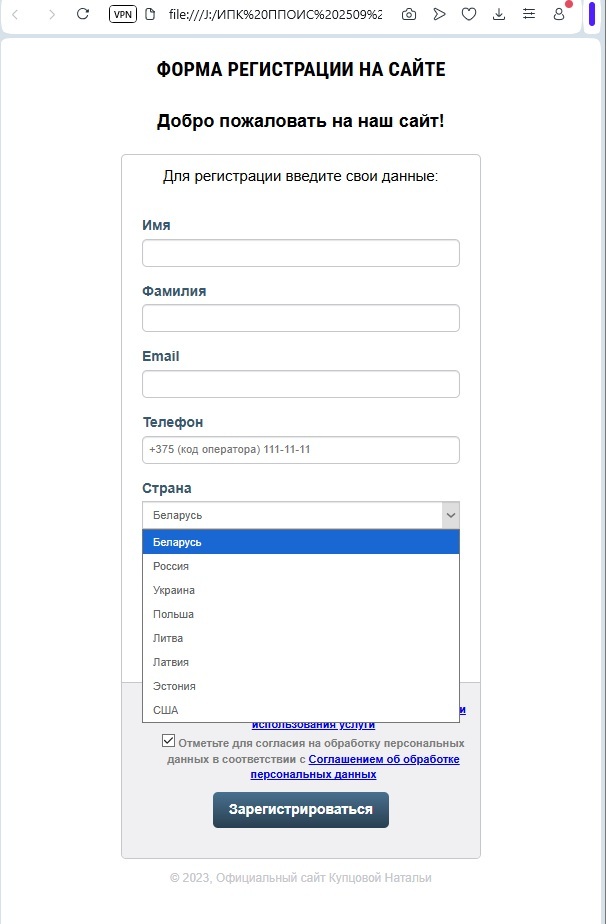 VPN
file:///J:/ИПК%20ППОИС%202509%2
ФОРМА РЕГИСТРАЦИИ НА САЙТЕ
Добро пожаловать на наш сайт!
Для регистрации введите свои данные:
Имя
Фамилия
Email
Телефон
+375 (код оператора) 111-11-11
Страна
Беларусь
Беларусь
Россия
Украина
Польша
Литва
Латвия
Эстония
США
и
использования услуги
Отметьте для согласия на обработку персональных
данных в соответствии с Соглашением об обработке
персональных данных
Зарегистрироваться
© 2023, Официальный сайт Купцовой Натальи